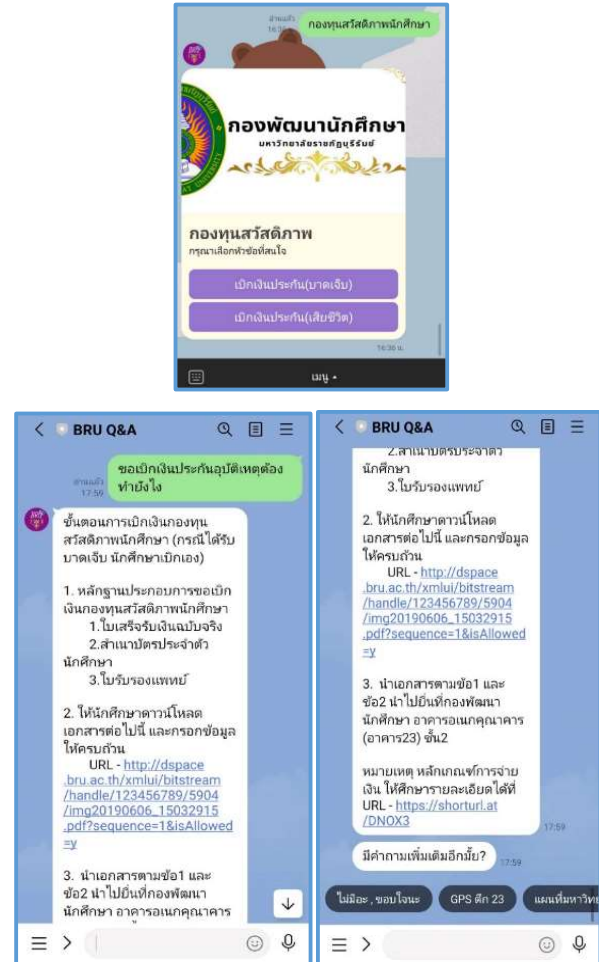 อ่านแล้ว
กองทุนสวัสดิภาพนักศึกษา
กองพัฒนานักศึกษา
มหาวิทยาลัยราชภัฏบุรีรัมย์
กองทุนสวัสดิภาพ
กรุณาเลือกหัวข้อที่สนใจ
เบิกเงินประกัน(บาดเจ็บ)
เบิกเงินประกัน(เสียชีวิต)
16:36 น.
เมนู
BRU Q&A
ขอเบิกเงินประกันอุบัติเหตุต้อง
ทำยังไง
อ่านแล้ว
17:59
ขั้นตอนการเบิกเงินกองทุน
สวัสดิภาพนักศึกษา (กรณีได้รับ
บาดเจ็บ นักศึกษาเบิกเอง)
1. หลักฐานประกอบการขอเบิก
เงินกองทุนสวัสดิภาพนักศึกษา
1.ใบเสร็จรับเงินฉบับจริง
2.สำเนาบัตรประจำตัว
นักศึกษา
3.ใบรับรองแพทย์
2. ให้นักศึกษาดาวน์โหลด
เอกสารต่อไปนี้ และกรอกข้อมูล
ให้ครบถ้วน
URL - http://dspace
.bru.ac.th/xmlui/bitstream
/handle/123456789/5904
/img20190606_15032915
.pdf?sequence=1&isAllowed
=y
3. นำเอกสารตามข้อ1 และ
ข้อ2 นำไปยื่นที่กองพัฒนา
นักศึกษา อาคารอเนกคุณาคาร
BRU Q&A
2.สำเนาบัตรประจำตัว
นักศึกษา
3.ใบรับรองแพทย์
2. ให้นักศึกษาดาวน์โหลด
เอกสารต่อไปนี้ และกรอกข้อมูล
ให้ครบถ้วน
URL - http://dspace
.bru.ac.th/xmlui/bitstream
/handle/123456789/5904
/img20190606_15032915
.pdf?sequence=1&isAllowed
=y
3. นำเอกสารตามข้อ1 และ
ข้อ2 นำไปยื่นที่กองพัฒนา
นักศึกษา อาคารอเนกคุณาคาร
(อาคาร23) ชั้น2
หมายเหตุ หลักเกณฑ์การจ่าย
เงิน ให้ศึกษารายละเอียดได้ที่
URL - https://shorturl.at
/DNOX3
17:59
มีคำถามเพิ่มเติมอีกมั้ย?
17:59
ไม่มีอะ , ขอบใจนะ
GPS ตึก 23
แผนที่มหาวิทย